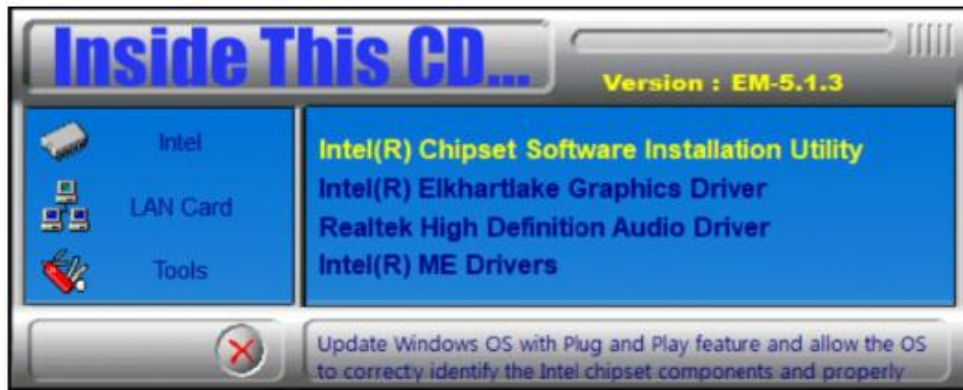 Inside This CD...
Version : EM-5.1.3
Intel
LAN Card
Tools
Intel(R) Chipset Software Installation Utility
Intel(R) Elkhartlake Graphics Driver
Realtek High Definition Audio Driver
Intel(R) ME Drivers
Update Windows OS with Plug and Play feature and allow the OS
to correcty identify the Intel chipset components and properly